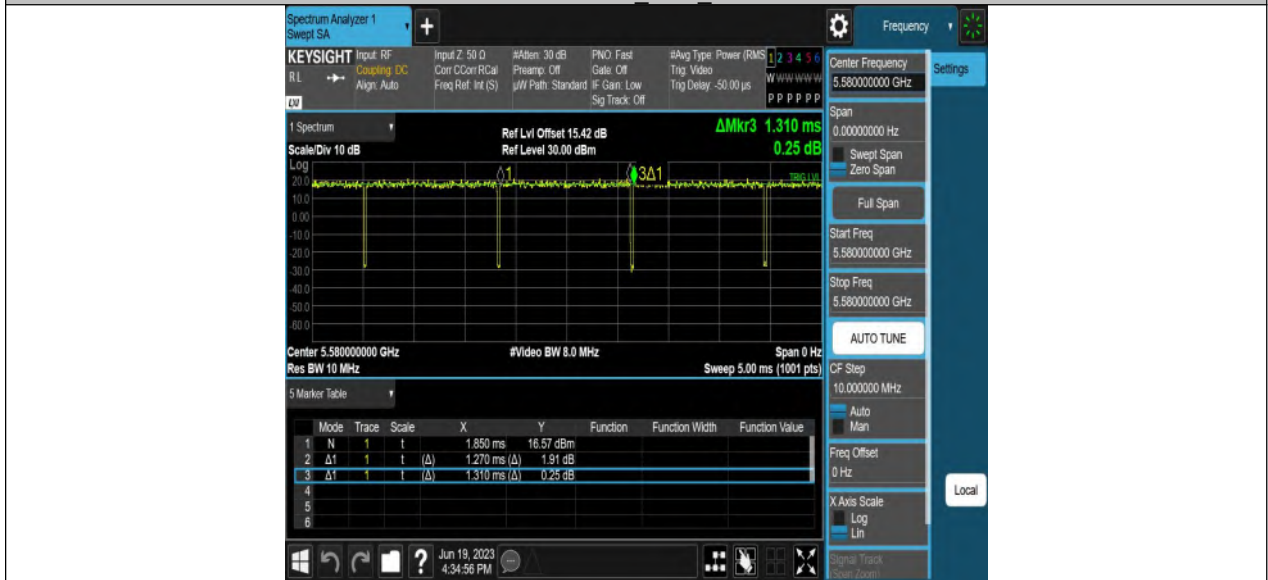 Spectrum Analyzer 1
Swept SA
+
Frequency
KEYSIGHT Input: RF
RL
Coupling: DC
Align: Auto
LXI
Input Z: 50 Ω
Corr CCorr RCal
Freq Ref: Int (S)
#Atten: 30 dB
Preamp: Off
µW Path: Standard
PNO: Fast
Gate: Off
IF Gain: Low
Sig Track: Off
#Avg Type: Power (RMS
Trig: Video
Trig Delay: -50.00 µs
1 2 3 4 5 6
W W W W W W
P P P P P P
Center Frequency
5.580000000 GHz
Settings
1 Spectrum
Scale/Div 10 dB
Ref Lvl Offset 15.42 dB
Ref Level 30.00 dBm
ΔMkr3 1.310 ms
0.25 dB
Log
20.0
10.0
0.00
-10.0
-20.0
-30.0
-40.0
-50.0
-60.0
1
3Δ1
TRIG LVL
Center 5.580000000 GHz
Res BW 10 MHz
#Video BW 8.0 MHz
Span 0 Hz
Sweep 5.00 ms (1001 pts)
Span
0.00000000 Hz
Swept Span
Zero Span
Full Span
Start Freq
5.580000000 GHz
Stop Freq
5.580000000 GHz
AUTO TUNE
CF Step
10.000000 MHz
Auto
Man
Freq Offset
0 Hz
X Axis Scale
Log
Lin
Signal Track
(Span Zoom)
Local
5 Marker Table
Mode Trace Scale X Y Function Function Width Function Value
1 N 1 t 1.850 ms 16.57 dBm
2 Δ1 1 t (Δ) 1.270 ms (Δ) 1.91 dB
3 Δ1 1 t (Δ) 1.310 ms (Δ) 0.25 dB
4
5
6
?
Jun 19, 2023
4:34:56 PM